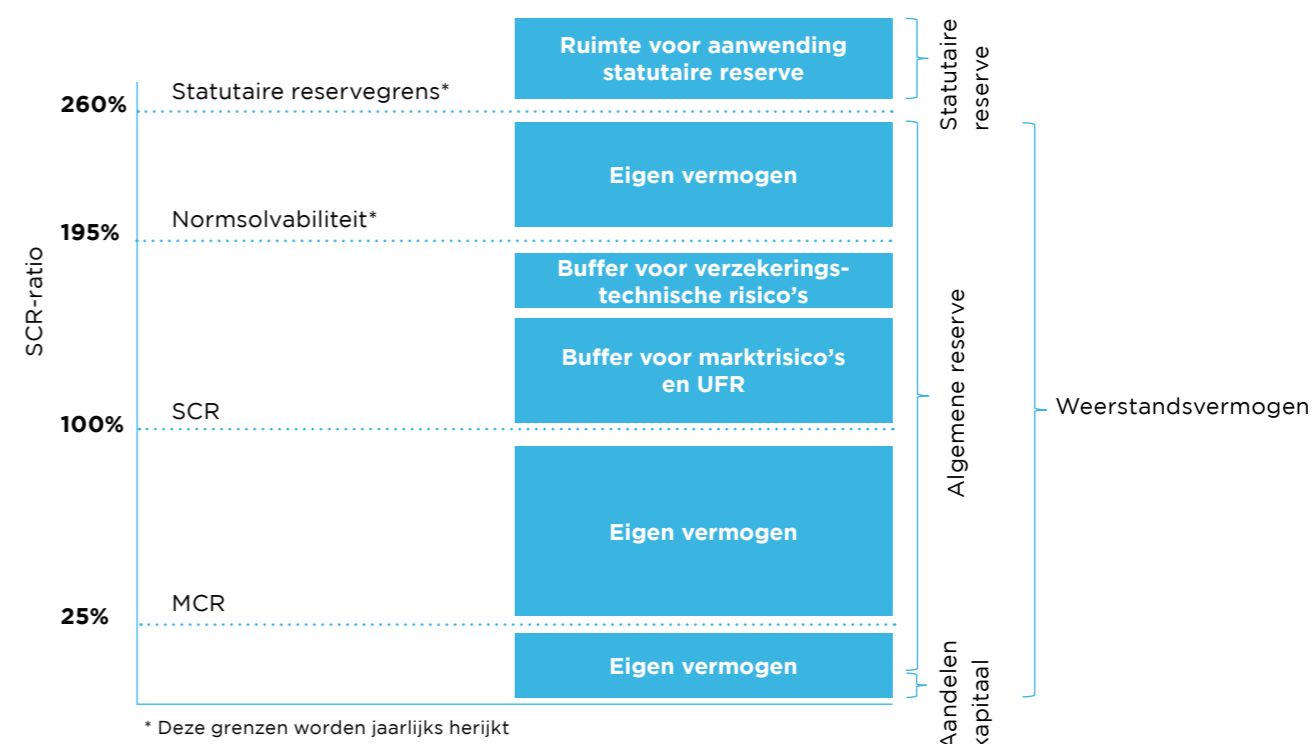 Ruimte voor aanwending
statutaire reserve
Statutaire
reserve
Statutaire reservegrens*
260%
Eigen vermogen
Normsolvabiliteit*
195%
Buffer voor verzekerings-
technische risico’s
SCR-ratio
Buffer voor marktrisico’s
en UFR
Algemene reserve
Weerstandsvermogen
SCR
100%
Eigen vermogen
MCR
25%
Eigen vermogen
Aandelen
kapitaal
* Deze grenzen worden jaarlijks herijkt